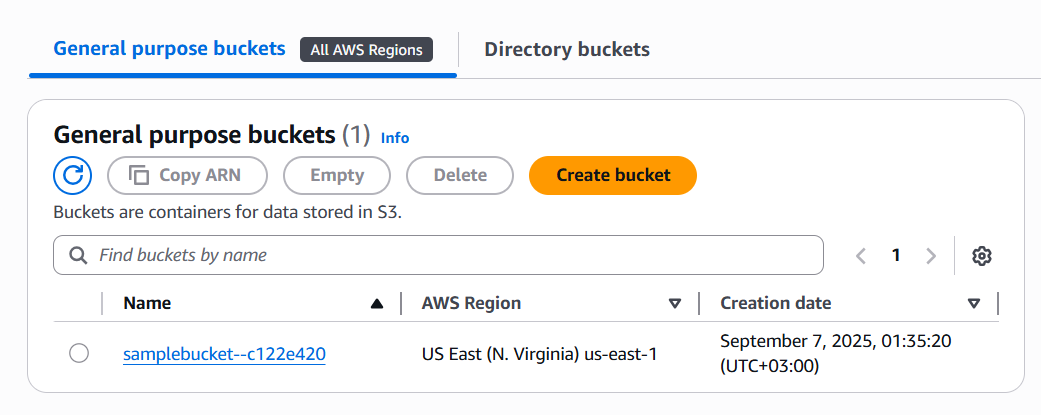 General purpose buckets All AWS Regions Directory buckets
General purpose buckets (1) Info
Copy ARN Empty Delete Create bucket
Buckets are containers for data stored in S3.
Find buckets by name 1
Name AWS Region Creation date
samplebucket--c122e420 US East (N. Virginia) us-east-1 September 7, 2025, 01:35:20
(UTC+03:00)